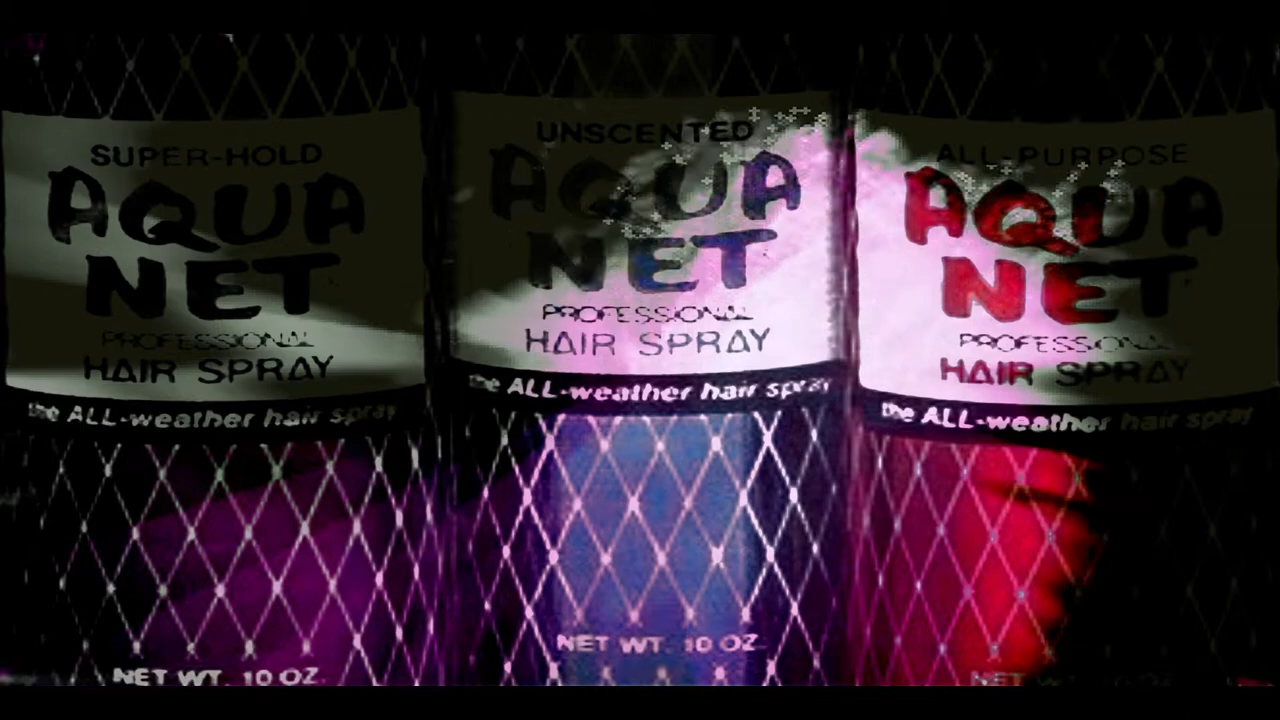 SUPER-HOLD
AQUA
NET
PROFESSIONAL
HAIR SPRAY
the ALL-weather hair spray
NET WT. 10 OZ.
UNSCENTED
AQUA
NET
PROFESSIONAL
HAIR SPRAY
the ALL-weather hair spray
NET WT. 10 OZ.
ALL-PURPOSE
AQUA
NET
PROFESSIONAL
HAIR SPRAY
the ALL-weather hair spray
NET